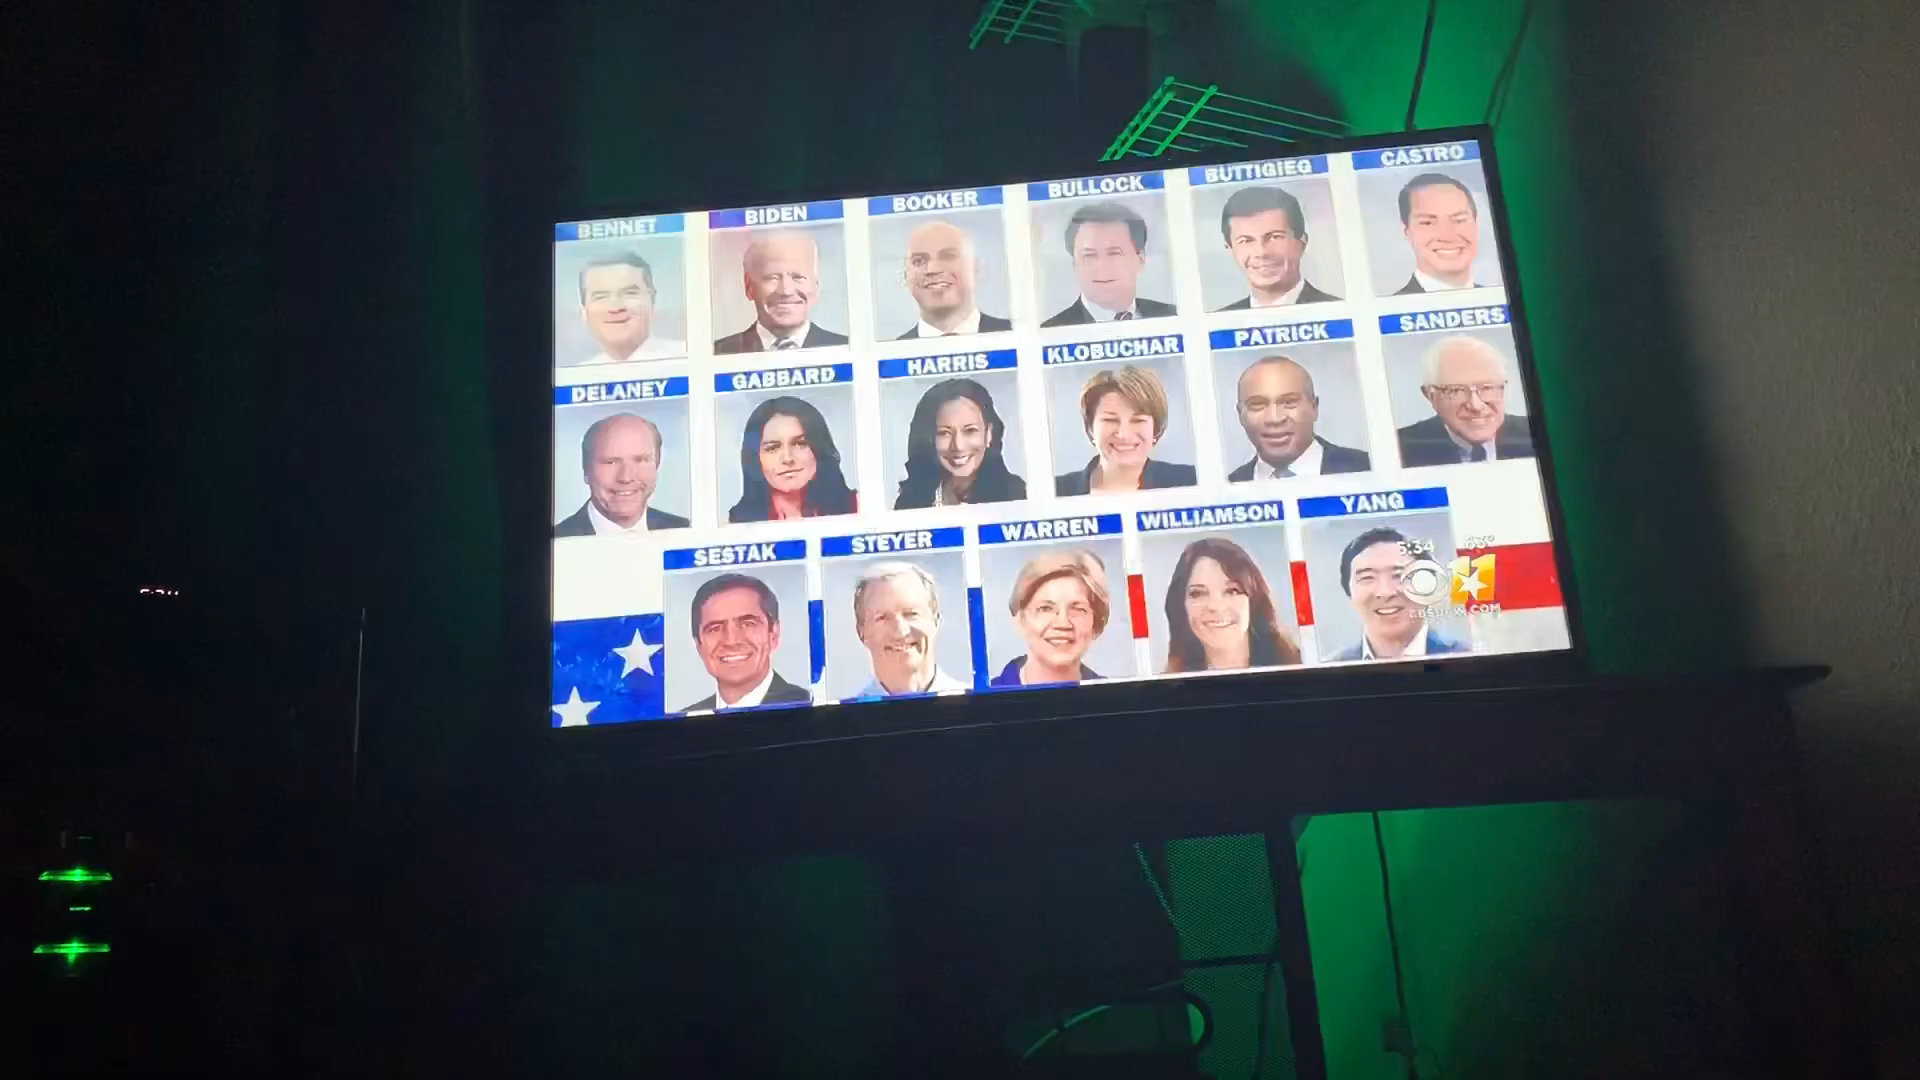 BENNET
BIDEN
BOOKER
BULLOCK
BUTTIGIEG
CASTRO
DELANEY
GABBARD
HARRIS
KLOBUCHAR
PATRICK
SANDERS
SESTAK
STEYER
WARREN
WILLIAMSON
YANG
5:34 63°
11
CBSDFW.COM